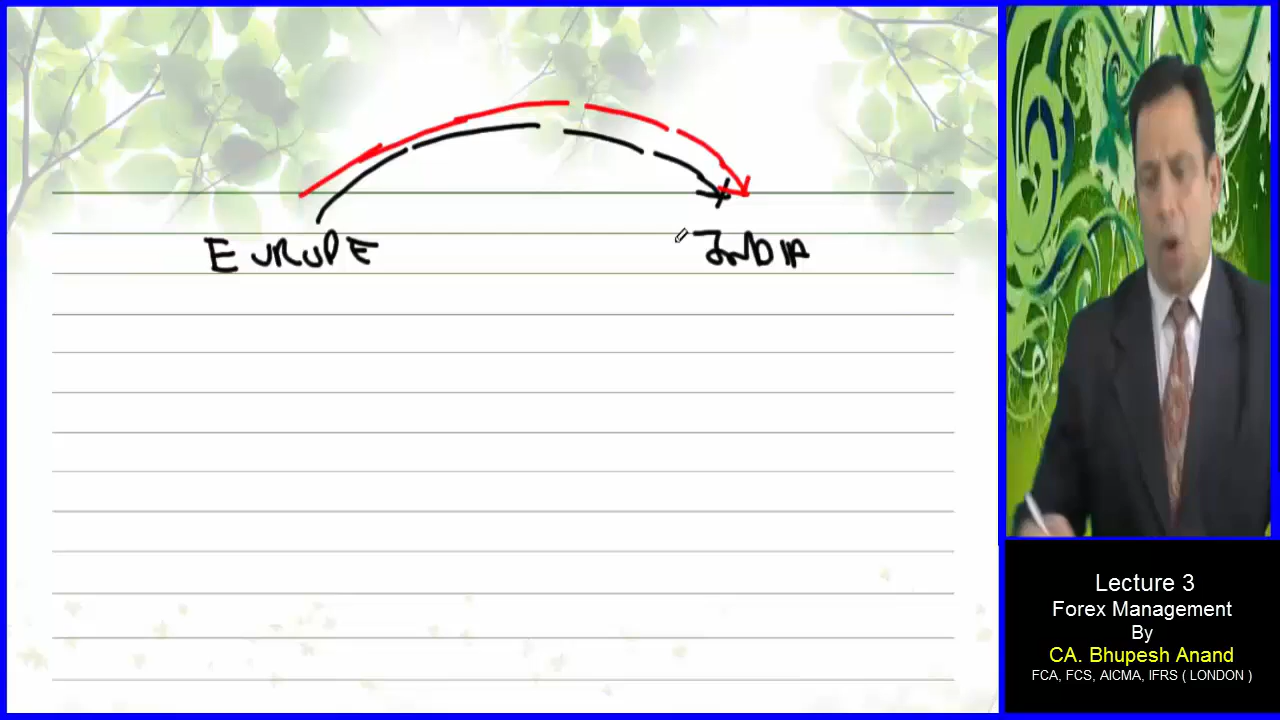 EUROPE INDIA
Lecture 3
Forex Management
By
CA. Bhupesh Anand
FCA, FCS, AICMA, IFRS ( LONDON )